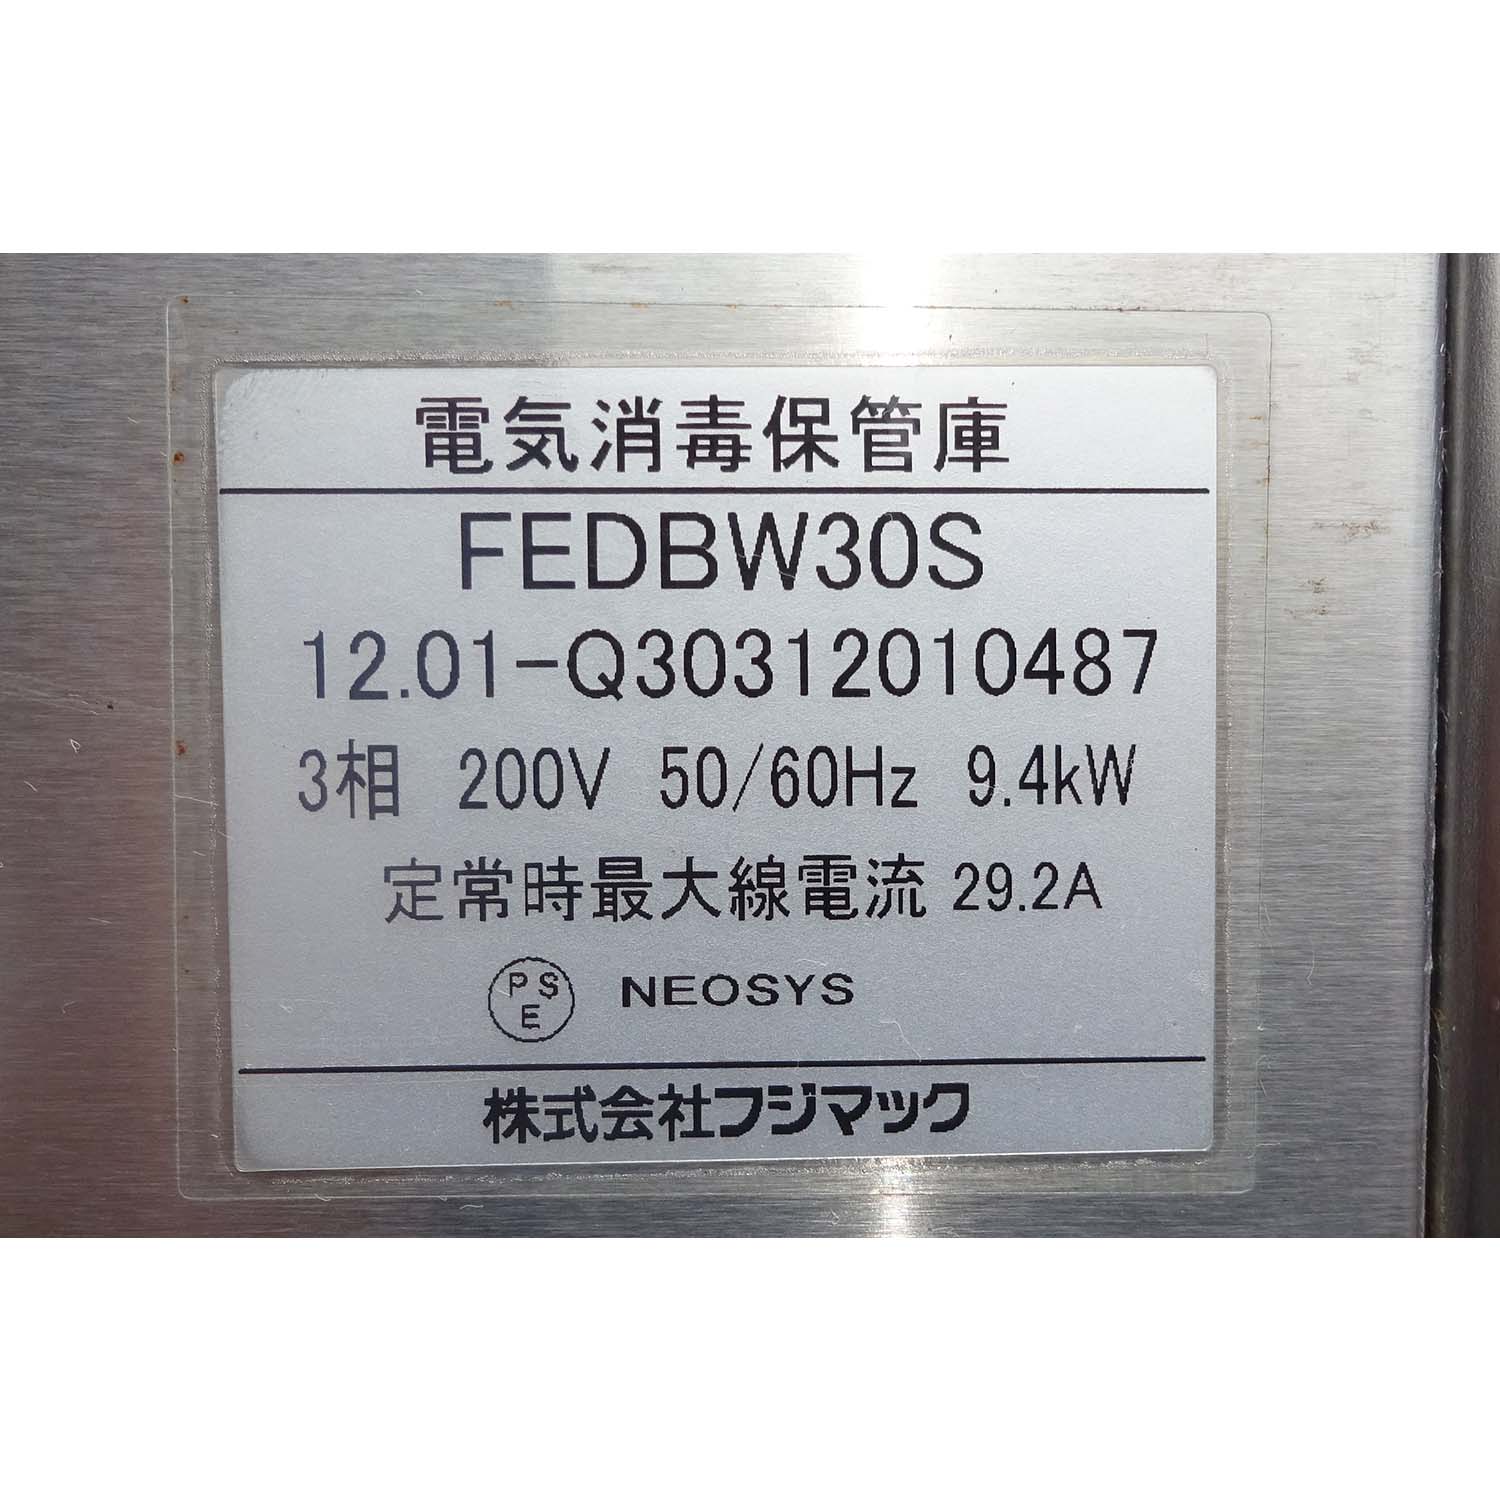 電気消毒保管庫
FEDBW30S
12.01-Q30312010487
3相 200V 50/60Hz 9.4kW
定常時最大線電流 29.2A
PSE NEOSYS
株式会社フジマック